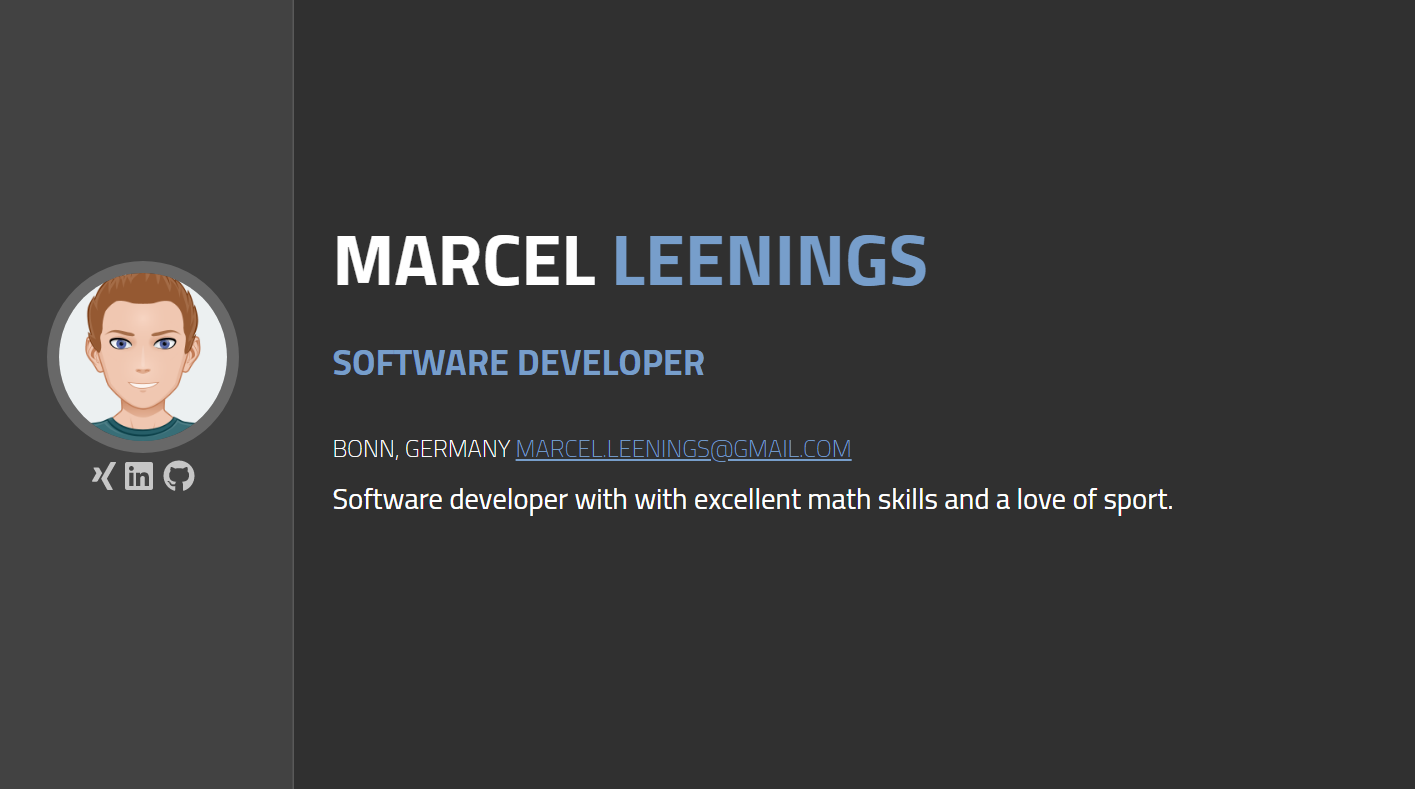 MARCEL LEENINGS
SOFTWARE DEVELOPER
BONN, GERMANY MARCEL.LEENINGS@GMAIL.COM
Software developer with with excellent math skills and a love of sport.
in